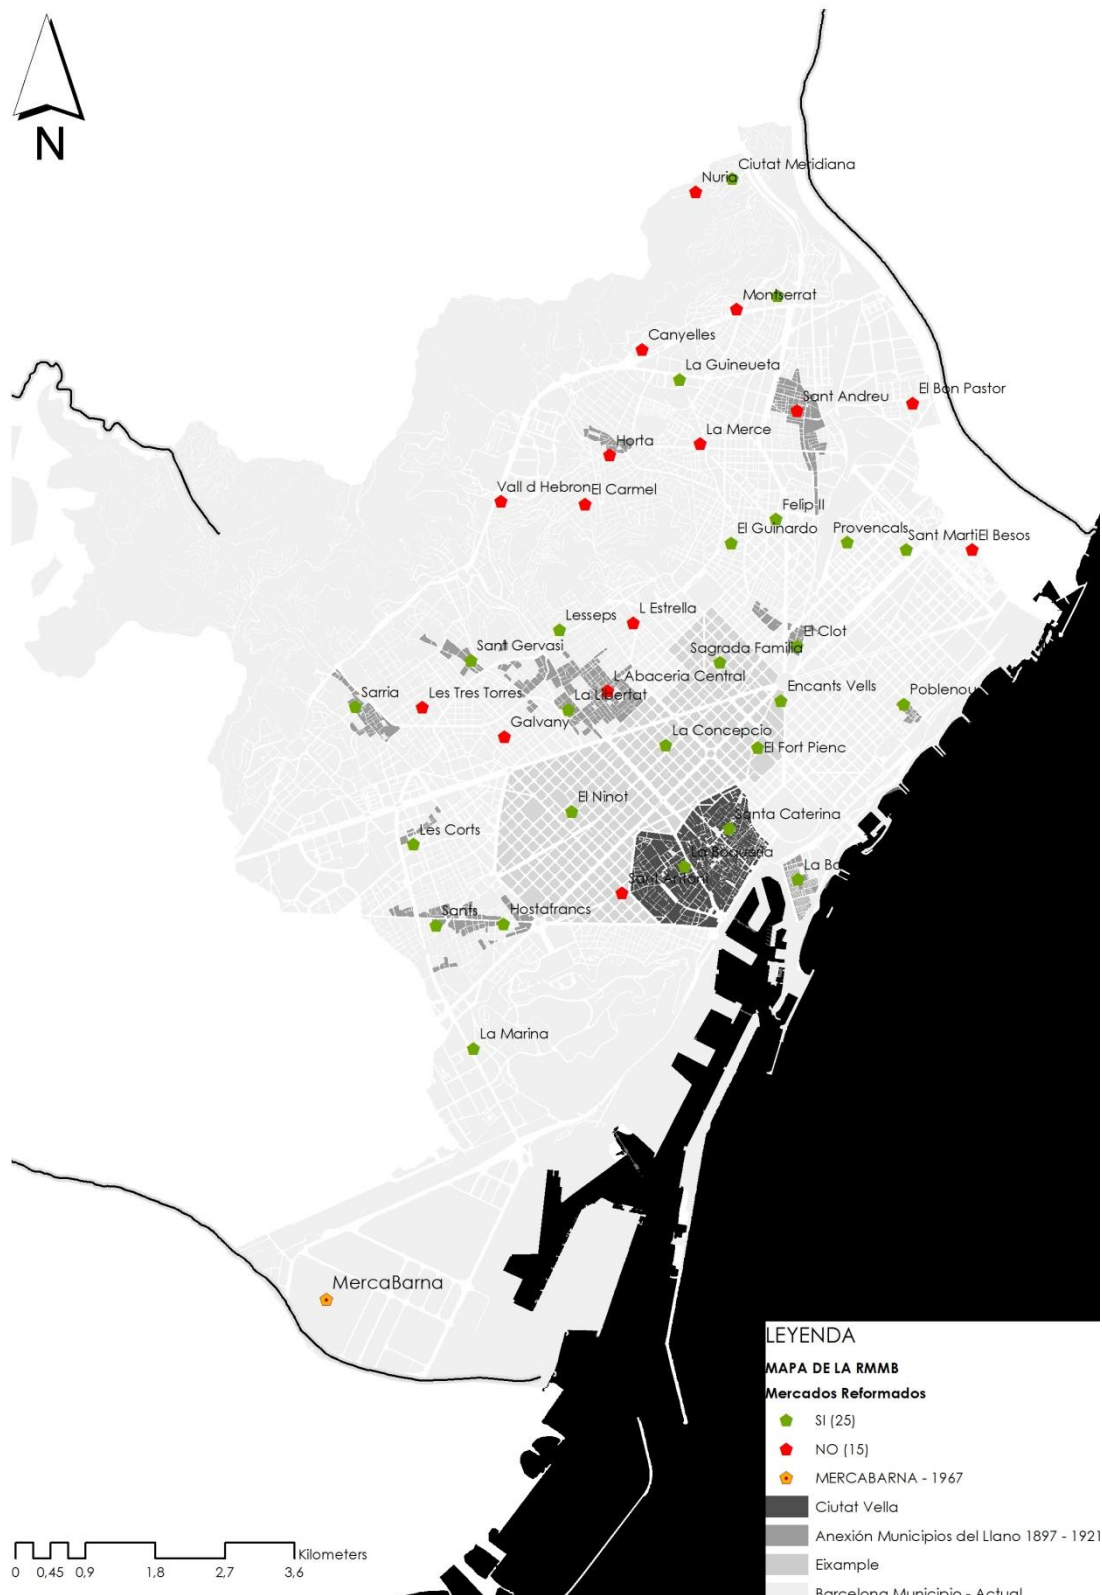 N
Ciutat Meridiana
Nuria
Montserrat
Canyelles
La Guineueta
El Bon Pastor
Sant Andreu
La Merce
Horta
Vall d Hebron
El Carmel
Felip II
El Guinardo
Provencals
Sant Marti
El Besos
Lesseps
L Estrella
El Clot
Sant Gervasi
Sagrada Familia
L'Abaceria Central
Sarria
Les Tres Torres
La Llibertat
Encants Vells
Poblenou
Galvany
La Concepcio
El Fort Pienc
El Ninot
Santa Caterina
Les Corts
La Boqueria
La Ba
Sant Antoni
Sants
Hostafrancs
La Marina
MercaBarna
LEYENDA
MAPA DE LA RMMB
Mercados Reformados
SI (25)
NO (15)
MERCABARNA - 1967
Ciutat Vella
Anexión Municipios del Llano 1897 - 1921
Eixample
Barcelona Municipio - Actual
Kilometers
0 0,45 0,9 1,8 2,7 3,6